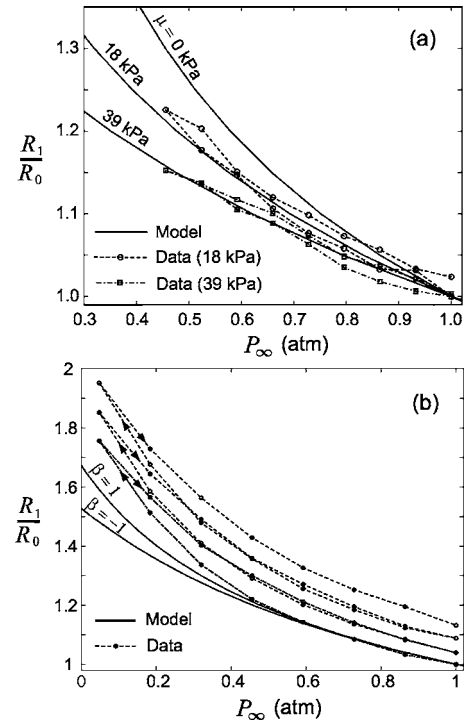 (a)
1.3
1.2
1.1
1.0
R₁
R₀
μ = 0 kPa
18 kPa
39 kPa
Model
Data (18 kPa)
Data (39 kPa)
0.3 0.4 0.5 0.6 0.7 0.8 0.9 1.0
P∞ (atm)
(b)
2
1.8
1.6
1.4
1.2
1
R₁
R₀
β = 1
β = −1
Model
Data
0 0.2 0.4 0.6 0.8 1
P∞ (atm)